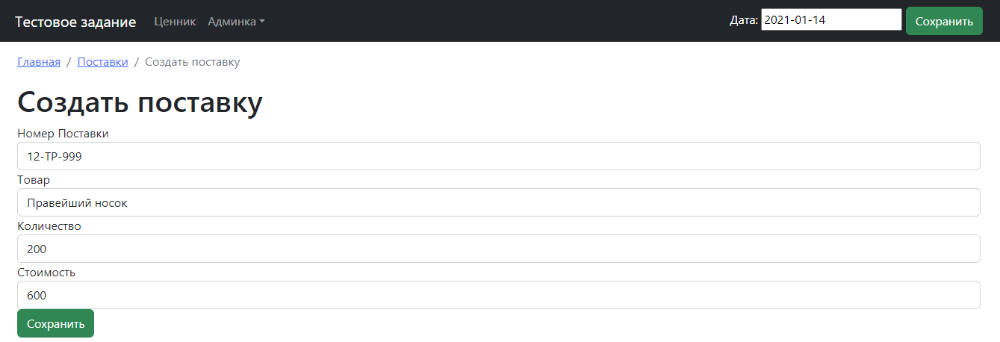 Тестовое задание Ценник Админка Дата: 2021-01-14 Сохранить
Главная / Поставки / Создать поставку
Создать поставку
Номер Поставки
12-TP-999
Товар
Правейший носок
Количество
200
Стоимость
600
Сохранить